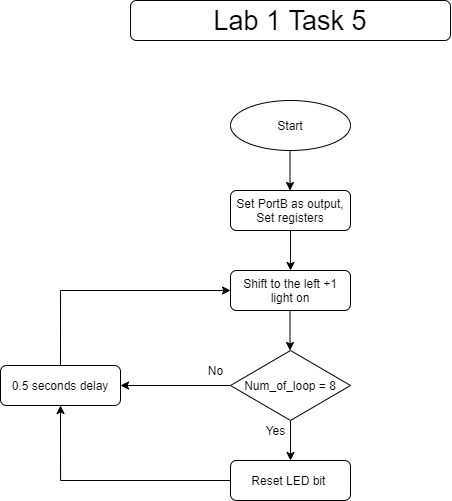 Lab 1 Task 5
Start
Set PortB as output,
Set registers
Shift to the left +1
light on
No
0.5 seconds delay
Num_of_loop = 8
Yes
Reset LED bit